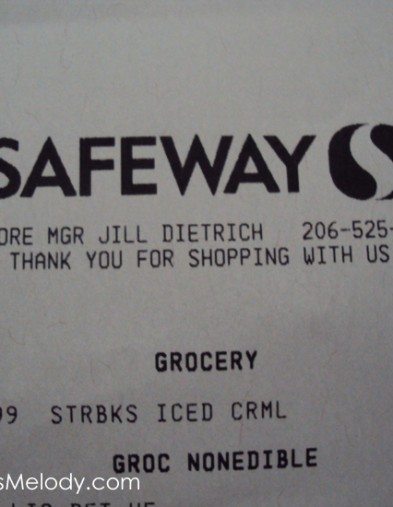 SAFEWAY
ORE MGR JILL DIETRICH 206-525-
THANK YOU FOR SHOPPING WITH US
GROCERY
99 STRBKS ICED CRML
GROC NONEDIBLE
sMelody.com